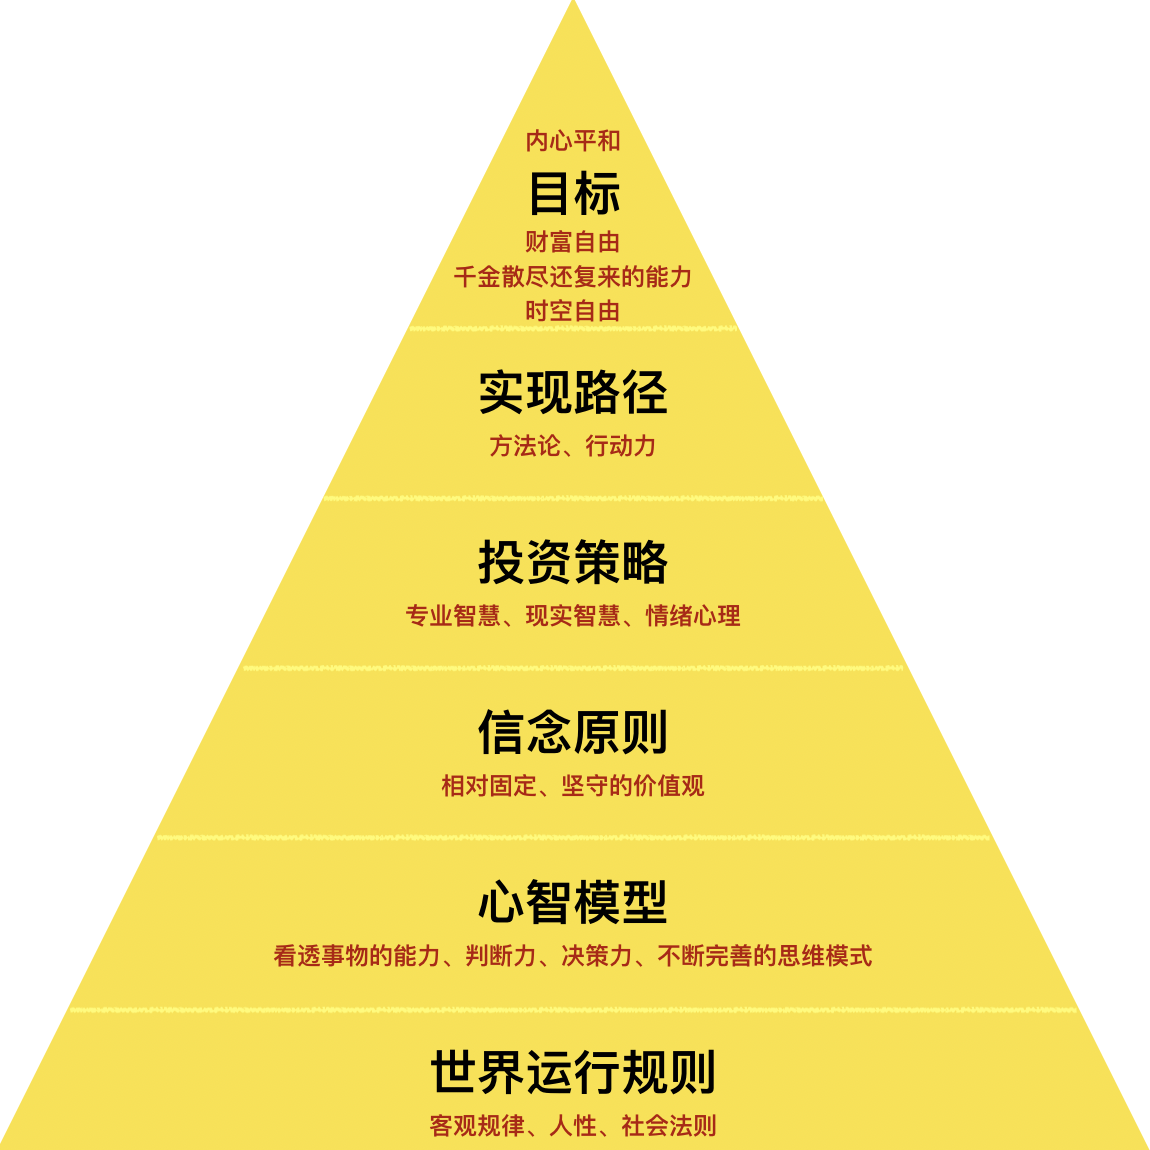 内心平和
目标
财富自由
千金散尽还复来的能力
时空自由
实现路径
方法论、行动力
投资策略
专业智慧、现实智慧、情绪心理
信念原则
相对固定、坚守的价值观
心智模型
看透事物的能力、判断力、决策力、不断完善的思维模式
世界运行规则
客观规律、人性、社会法则